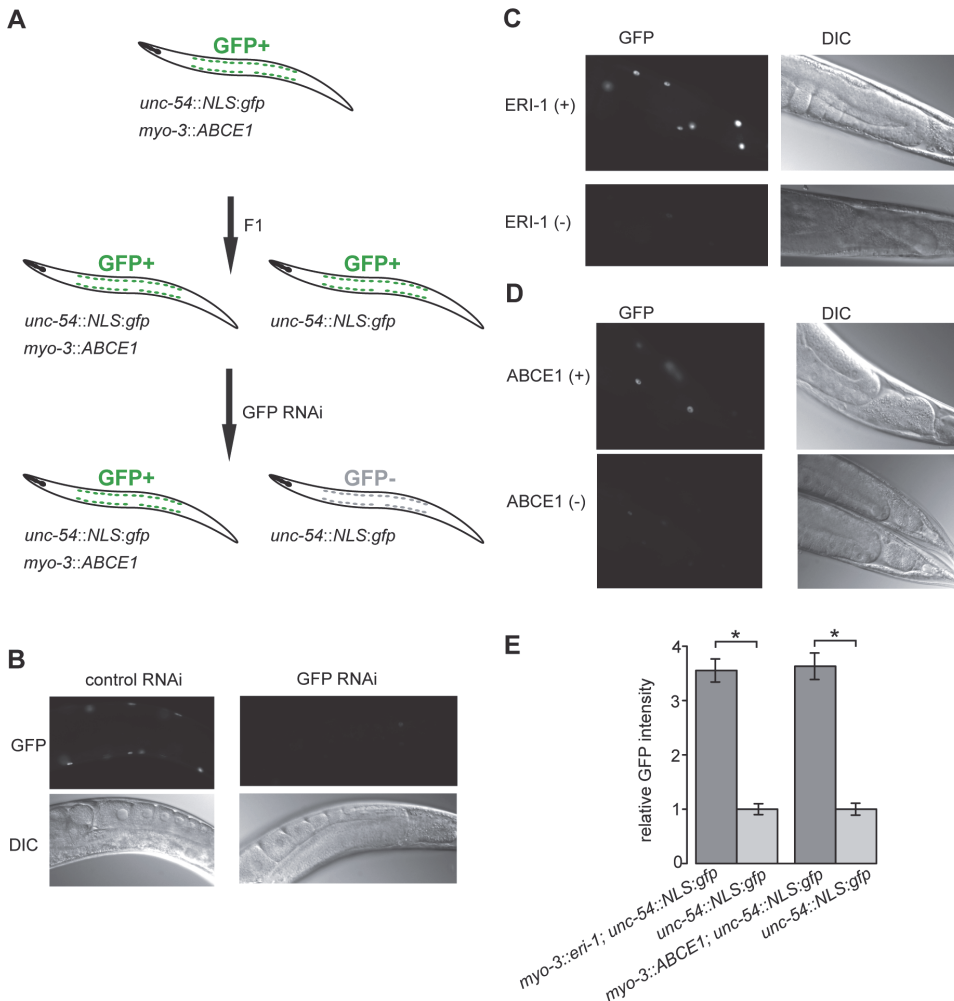 A
GFP+
unc-54::NLS:gfp
myo-3::ABCE1
F1
GFP+
GFP+
unc-54::NLS:gfp
unc-54::NLS:gfp
myo-3::ABCE1
GFP RNAi
GFP+
GFP-
unc-54::NLS:gfp
unc-54::NLS:gfp
myo-3::ABCE1
B
control RNAi
GFP RNAi
GFP
DIC
C
GFP
DIC
ERI-1 (+)
ERI-1 (-)
D
GFP
DIC
ABCE1 (+)
ABCE1 (-)
E
relative GFP intensity
4
3
2
1
0
*
*
myo-3::eri-1; unc-54::NLS:gfp
unc-54::NLS:gfp
myo-3::ABCE1; unc-54::NLS:gfp
unc-54::NLS:gfp